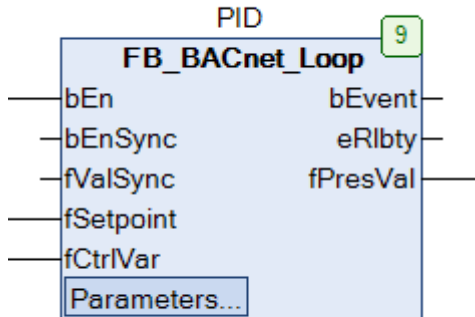 PID
9
FB_BACnet_Loop
bEn bEvent
bEnSync eRlbty
fValSync fPresVal
fSetpoint
fCtrlVar
Parameters...